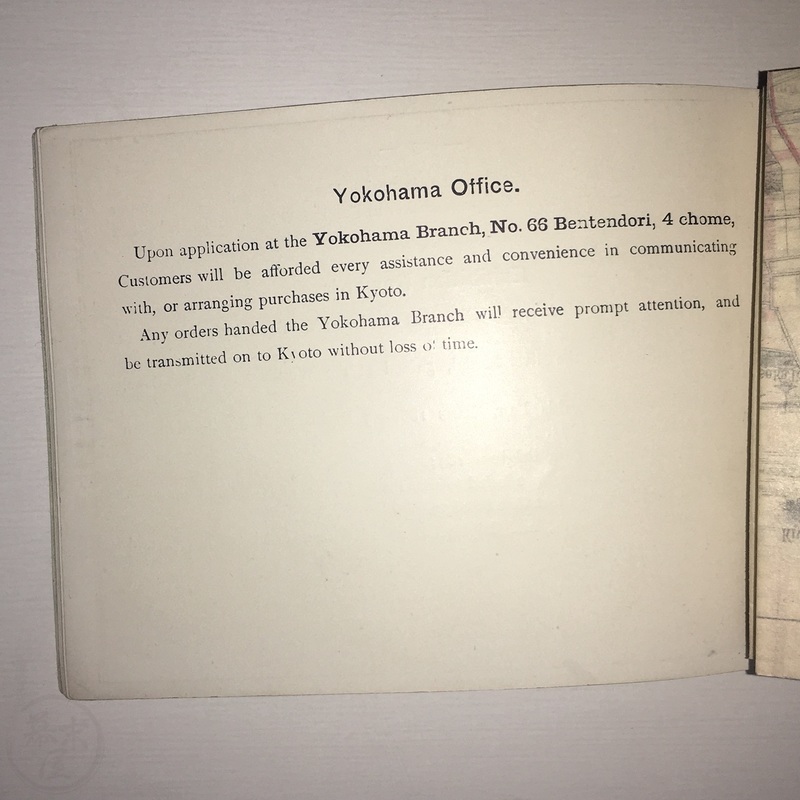 Yokohama Office.
Upon application at the Yokohama Branch, No. 66 Bentendori, 4 chome,
Customers will be afforded every assistance and convenience in communicating
with, or arranging purchases in Kyoto.
Any orders handed the Yokohama Branch will receive prompt attention, and
be transmitted on to Kyoto without loss of time.